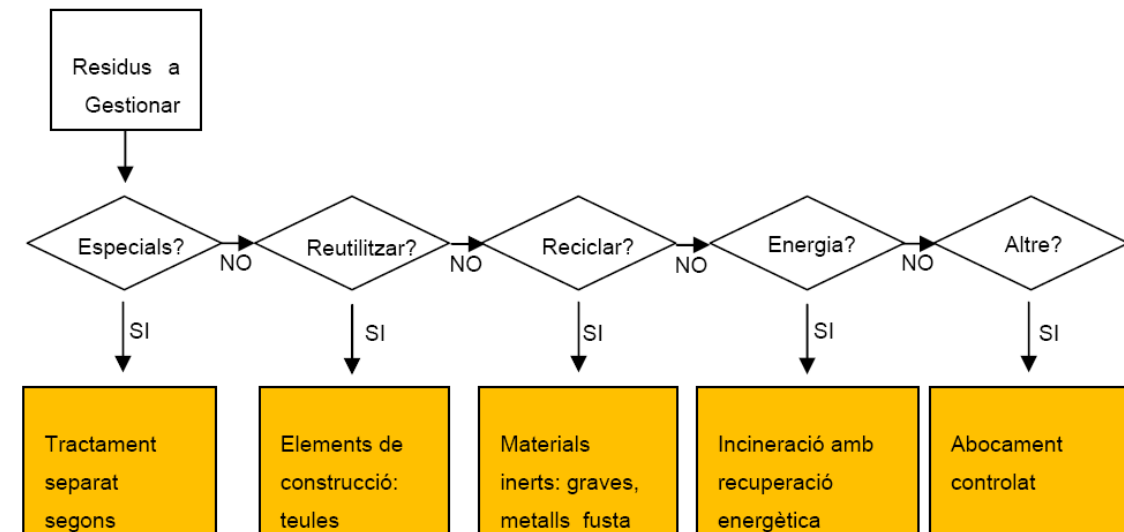 Residus a
Gestionar
Especials?
NO
Reutilitzar?
NO
Reciclar?
NO
Energia?
NO
Altre?
SI
SI
SI
SI
SI
Tractament
separat
segons
Elements de
construcció:
teules
Materials
inerts: graves,
metalls fusta
Incineració amb
recuperació
energètica
Abocament
controlat